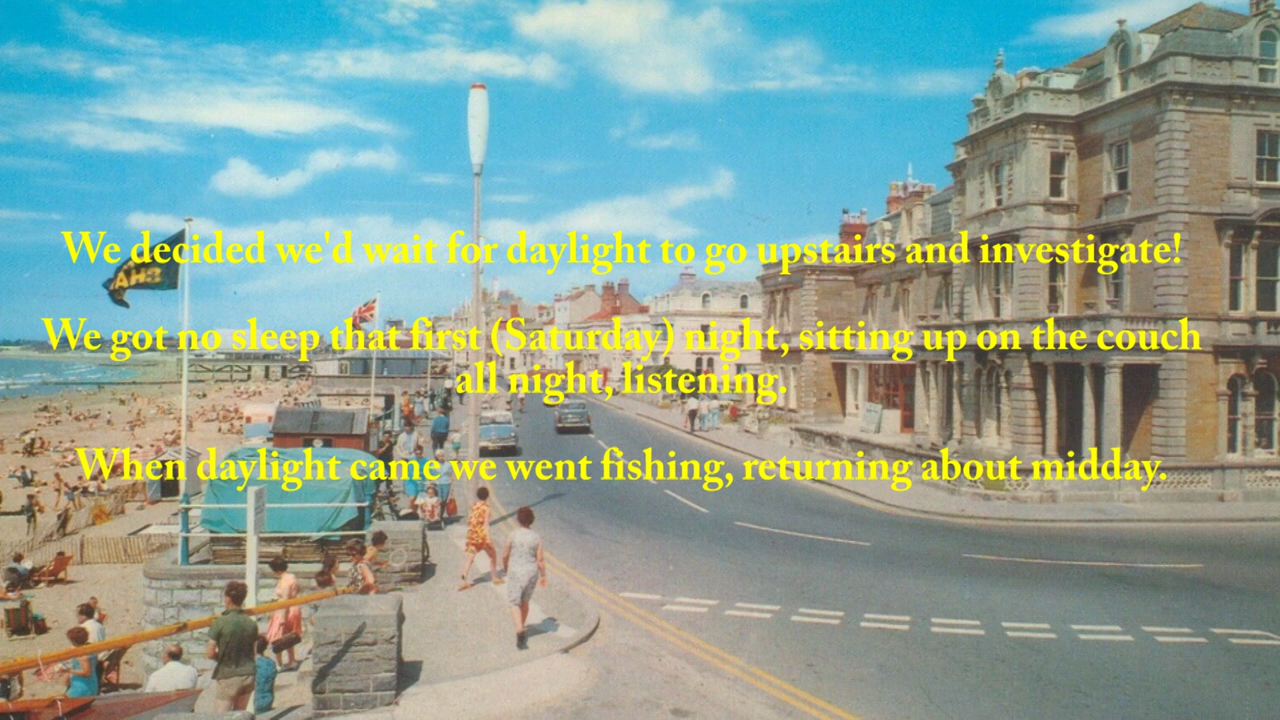 We decided we'd wait for daylight to go upstairs and investigate!
We got no sleep that first (Saturday) night, sitting up on the couch
all night, listening.
When daylight came we went fishing, returning about midday.